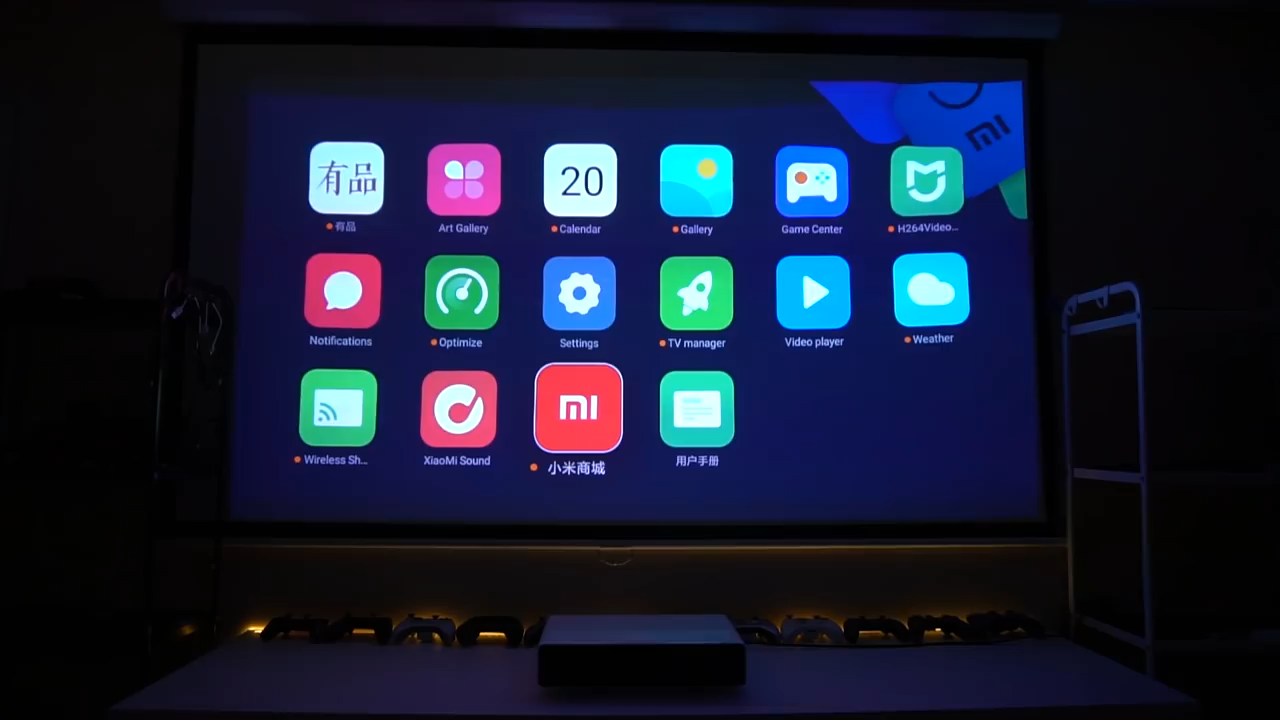 有品
20
mi
有品
Art Gallery
Calendar
Gallery
Game Center
H264Video...
Notifications
Optimize
Settings
TV manager
Video player
Weather
mi
Wireless Sh...
XiaoMi Sound
小米商城
用户手册